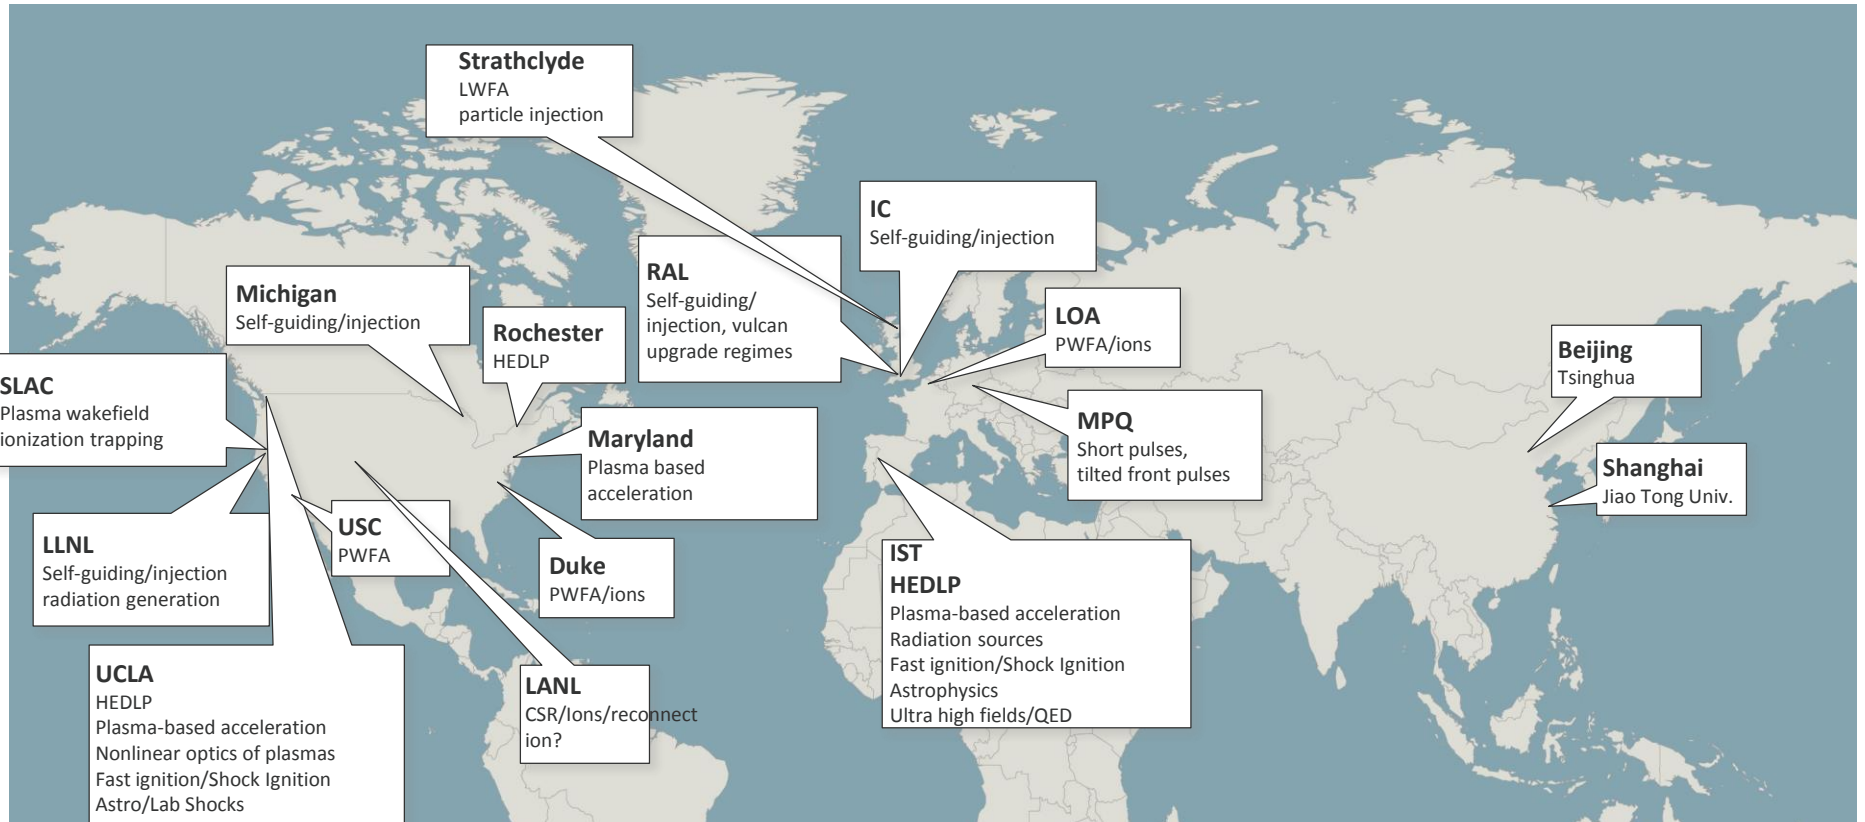 Strathclyde
LWFA
particle injection
IC
Self-guiding/injection
RAL
Self-guiding/
injection, vulcan
upgrade regimes
Michigan
Self-guiding/injection
Rochester
HEDLP
LOA
PWFA/ions
Beijing
Tsinghua
SLAC
Plasma wakefield
ionization trapping
Maryland
Plasma based
acceleration
MPQ
Short pulses,
tilted front pulses
Shanghai
Jiao Tong Univ.
LLNL
Self-guiding/injection
radiation generation
USC
PWFA
Duke
PWFA/ions
IST
HEDLP
Plasma-based acceleration
Radiation sources
Fast ignition/Shock Ignition
Astrophysics
Ultra high fields/QED
UCLA
HEDLP
Plasma-based acceleration
Nonlinear optics of plasmas
Fast ignition/Shock Ignition
Astro/Lab Shocks
LANL
CSR/Ions/reconnect
ion?